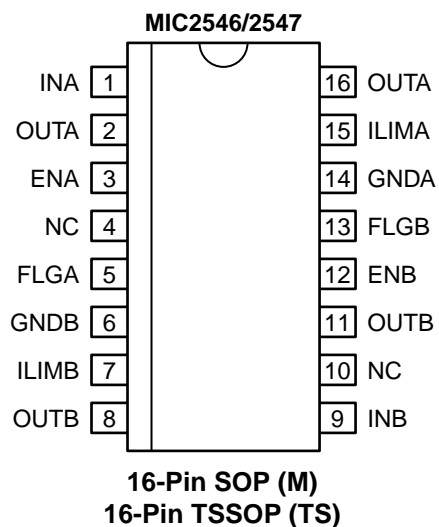 MIC2546/2547
INA 1 16 OUTA
OUTA 2 15 ILIMA
ENA 3 14 GNDA
NC 4 13 FLGB
FLGA 5 12 ENB
GNDB 6 11 OUTB
ILIMB 7 10 NC
OUTB 8 9 INB
16-Pin SOP (M)
16-Pin TSSOP (TS)